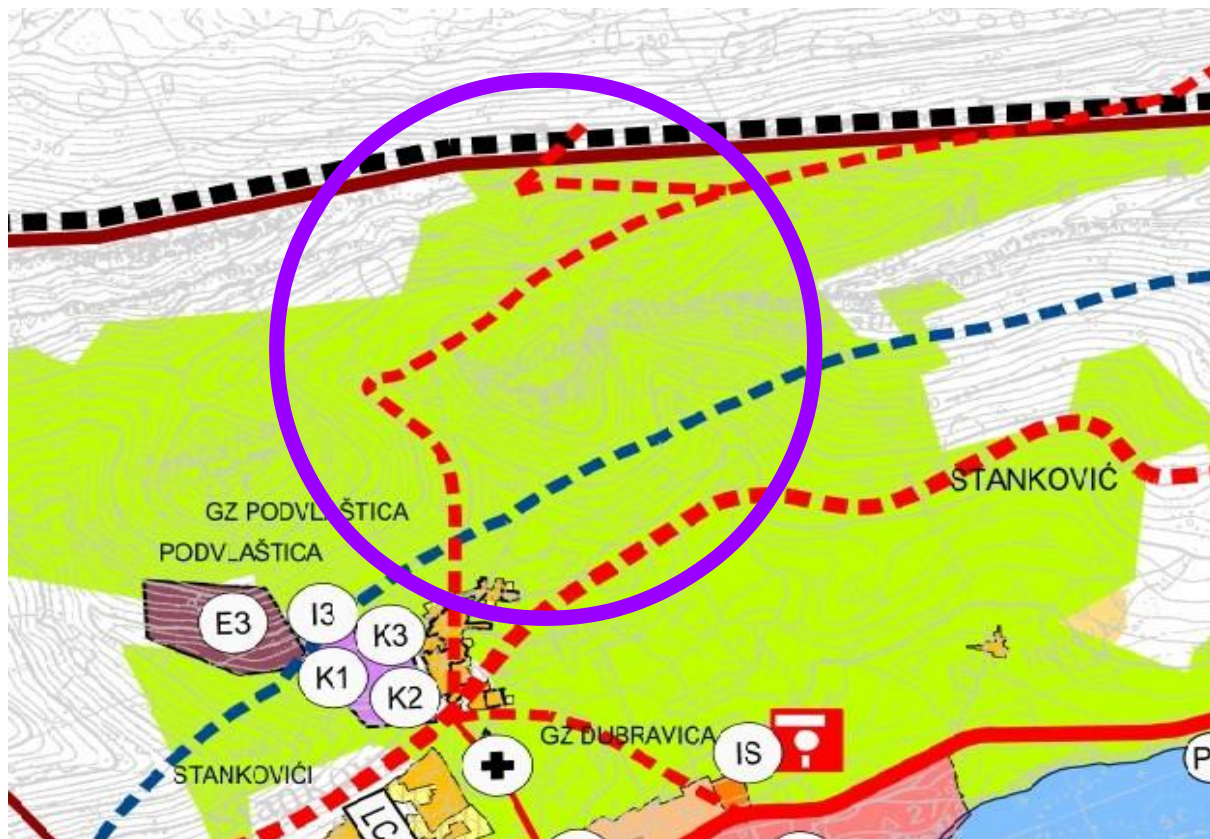 350
GZ PODVLAŠTICA
PODVLAŠTICA
STANKOVIĆ
E3
I3
K3
K1
K2
GZ DUBRAVICA
IS
STANKOVIĆI
P
LC